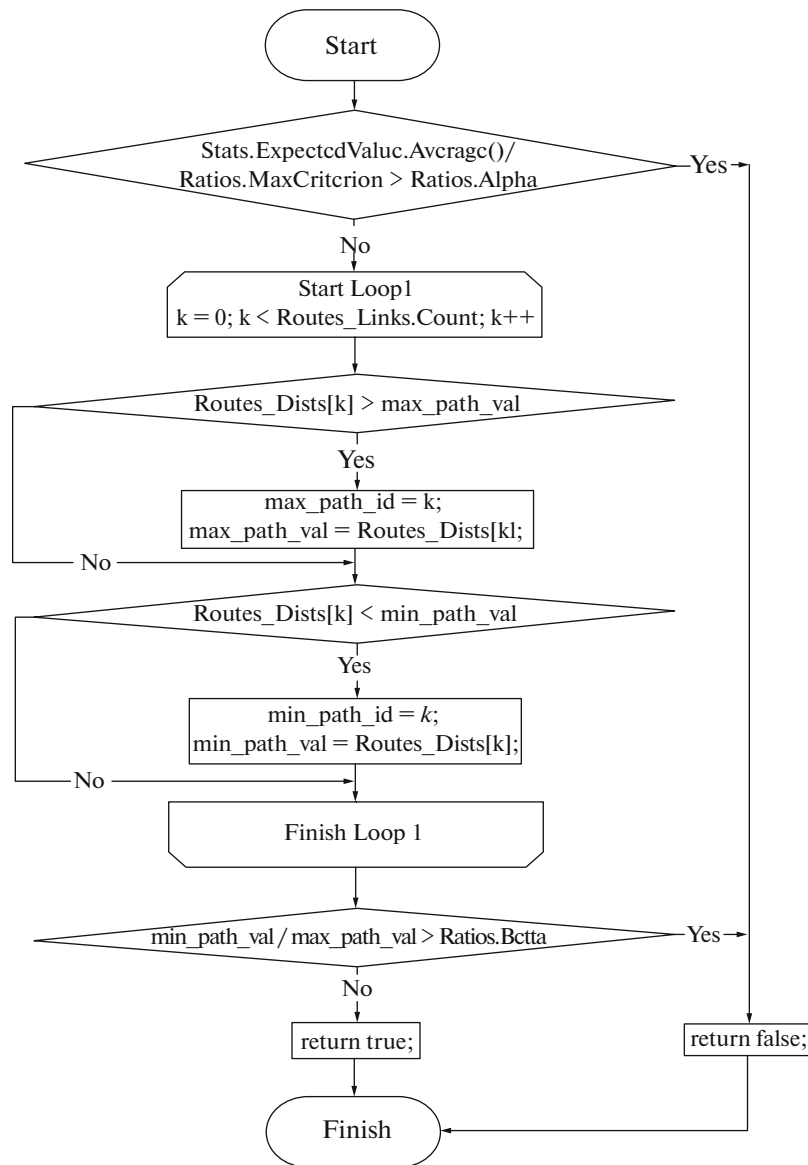 Start
Stats.ExpectcdValuc.Avcragc()/
Ratios.MaxCritcrion > Ratios.Alpha
Yes
No
Start Loop1
k = 0; k < Routes_Links.Count; k++
Routes_Dists[k] > max_path_val
Yes
max_path_id = k;
max_path_val = Routes_Dists[kl;
No
Routes_Dists[k] < min_path_val
Yes
min_path_id = k;
min_path_val = Routes_Dists[k];
No
Finish Loop 1
min_path_val / max_path_val > Ratios.Bctta
Yes
No
return true;
return false;
Finish